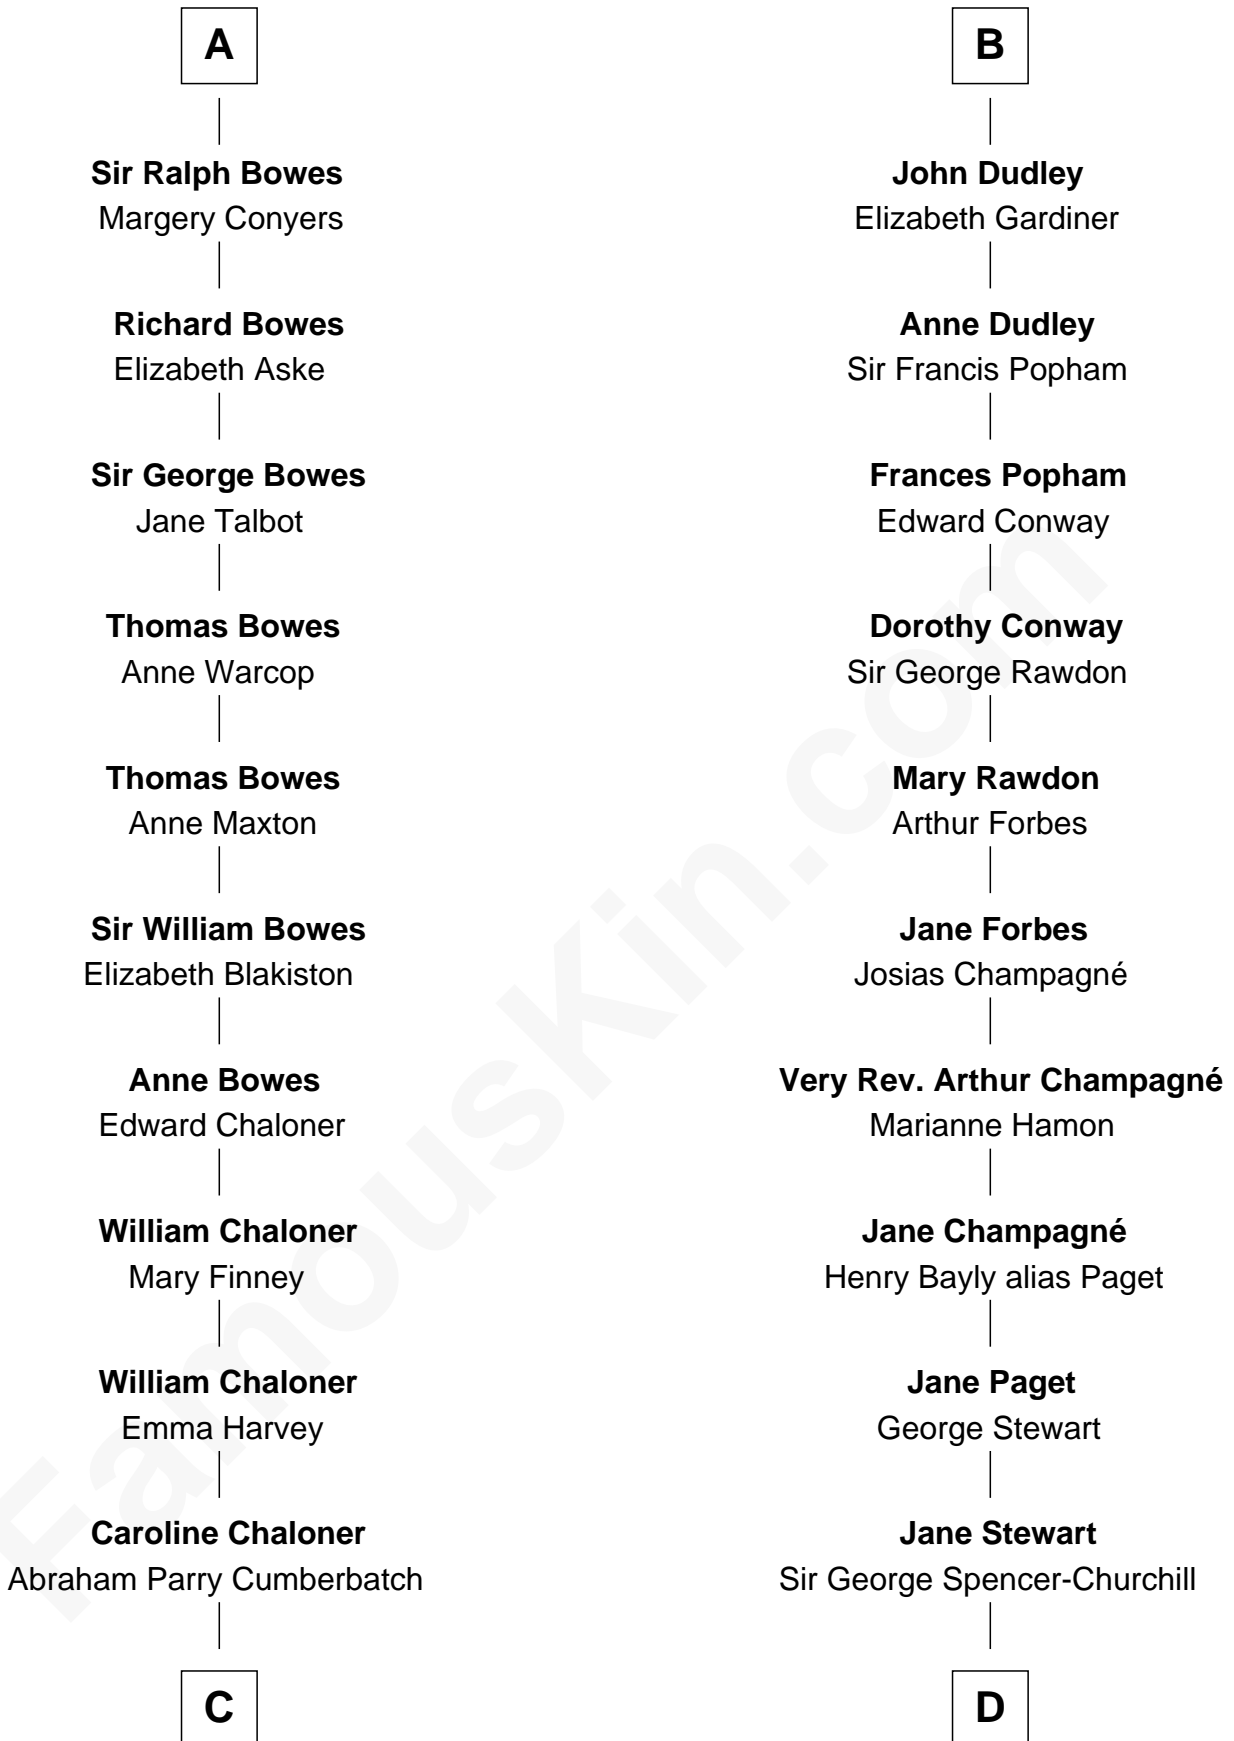 A
Sir Ralph Bowes
Margery Conyers
Richard Bowes
Elizabeth Aske
Sir George Bowes
Jane Talbot
Thomas Bowes
Anne Warcop
Thomas Bowes
Anne Maxton
Sir William Bowes
Elizabeth Blakiston
Anne Bowes
Edward Chaloner
William Chaloner
Mary Finney
William Chaloner
Emma Harvey
Caroline Chaloner
Abraham Parry Cumberbatch
C
B
John Dudley
Elizabeth Gardiner
Anne Dudley
Sir Francis Popham
Frances Popham
Edward Conway
Dorothy Conway
Sir George Rawdon
Mary Rawdon
Arthur Forbes
Jane Forbes
Josias Champagné
Very Rev. Arthur Champagné
Marianne Hamon
Jane Champagné
Henry Bayly alias Paget
Jane Paget
George Stewart
Jane Stewart
Sir George Spencer-Churchill
D
FamousKin.com